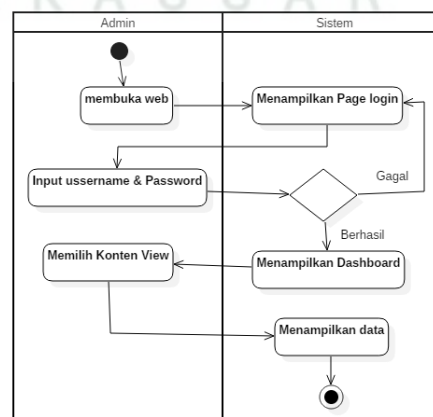 Admin
Sistem
membuka web
Menampilkan Page login
Input ussername & Password
Gagal
Berhasil
Memilih Konten View
Menampilkan Dashboard
Menampilkan data